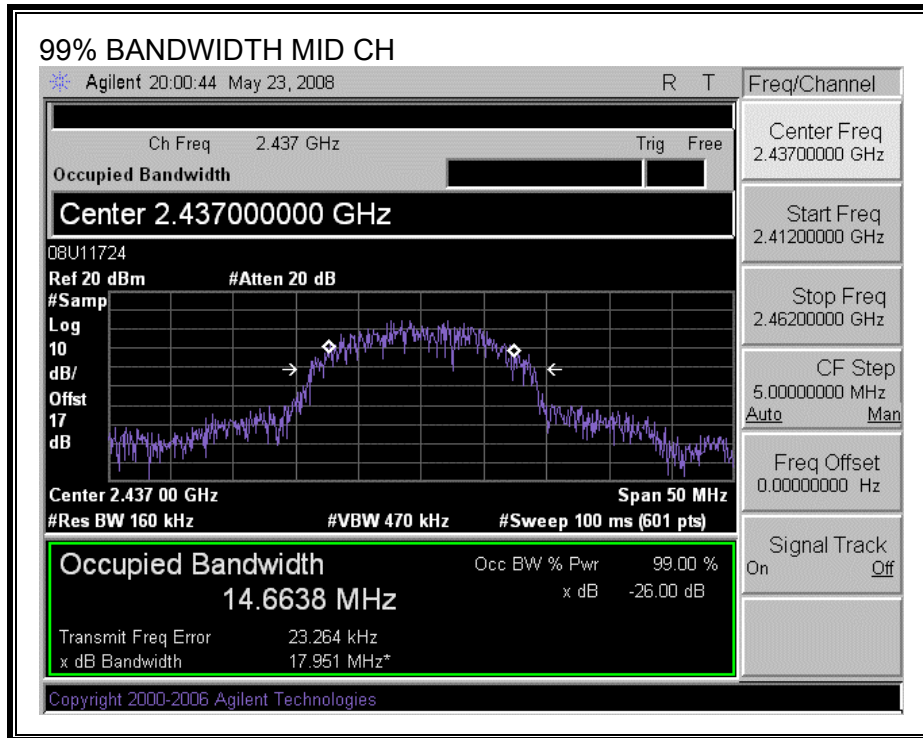 99% BANDWIDTH MID CH
Agilent 20:00:44 May 23, 2008 R T
Freq/Channel
Ch Freq 2.437 GHz Trig Free
Occupied Bandwidth
Center 2.437000000 GHz
08U11724
Ref 20 dBm #Atten 20 dB
#Samp
Log
10
dB/
Offst
17
dB
Center 2.437 00 GHz Span 50 MHz
#Res BW 160 kHz #VBW 470 kHz #Sweep 100 ms (601 pts)
Occupied Bandwidth Occ BW % Pwr 99.00 %
14.6638 MHz x dB -26.00 dB
Transmit Freq Error 23.264 kHz
x dB Bandwidth 17.951 MHz*
Copyright 2000-2006 Agilent Technologies
Center Freq
2.43700000 GHz
Start Freq
2.41200000 GHz
Stop Freq
2.46200000 GHz
CF Step
5.00000000 MHz
Auto Man
Freq Offset
0.00000000 Hz
Signal Track
On Off